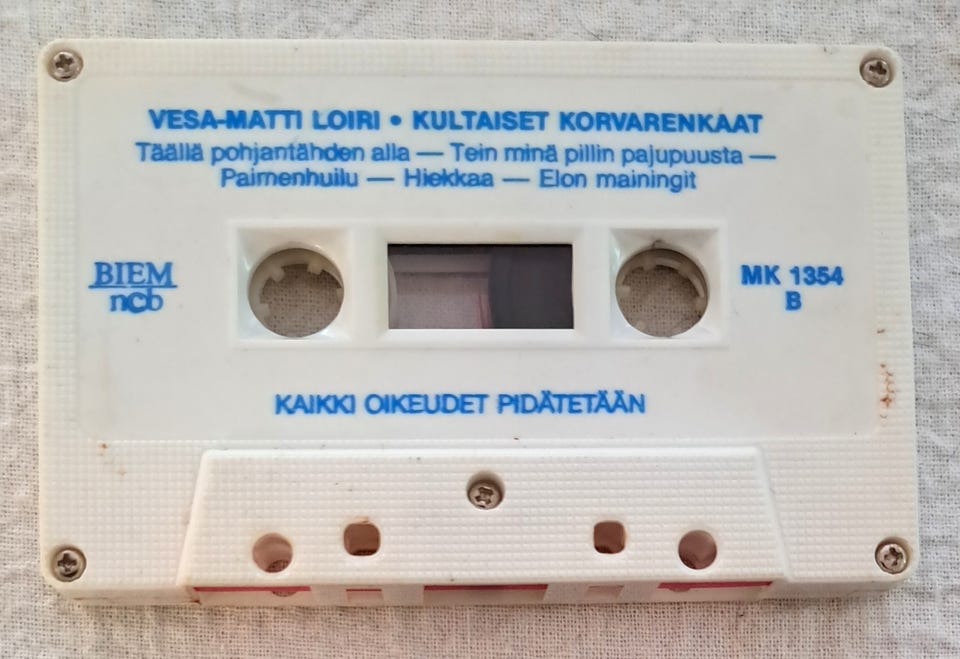 VESA-MATTI LOIRI • KULTAISET KORVARENKAAT
Täällä pohjantähden alla — Tein minä pillin pajupuusta —
Paimenhuilu — Hiekkaa — Elon mainingit
BIEM
ncb
MK 1354
B
KAIKKI OIKEUDET PIDÄTETÄÄN